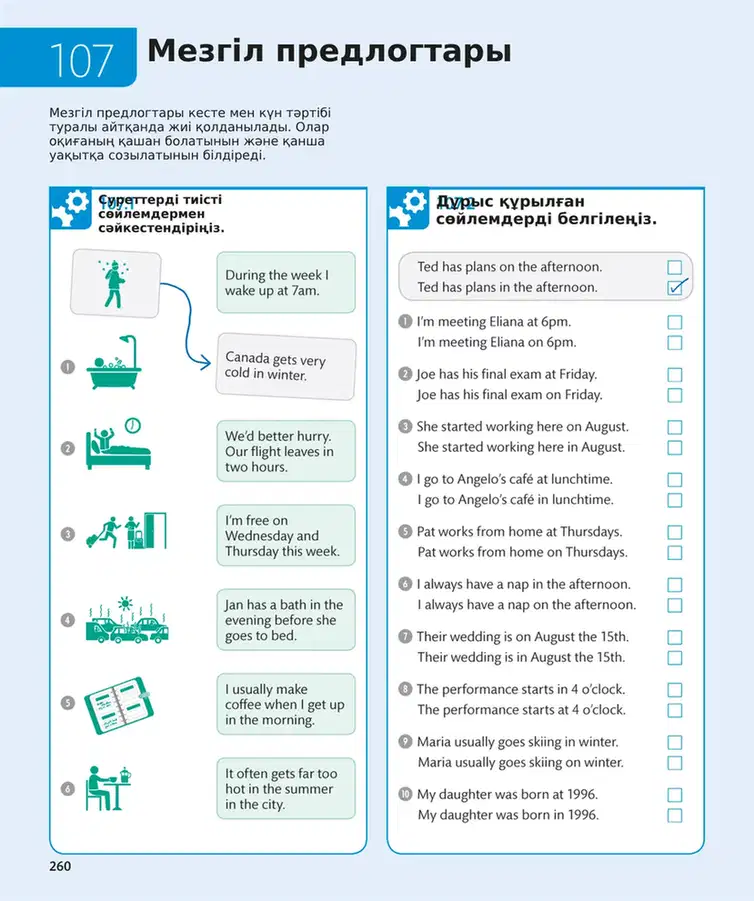 107
Мезгіл предлогтары
Мезгіл предлогтары кесте мен күн тәртібі
туралы айтқанда жиі қолданылады. Олар
оқиғаның қашан болатынын және қанша
уақытқа созылатынын білдіреді.
107.1
Суреттерді тиісті
сөйлемдермен
сәйкестендіріңіз.
During the week I
wake up at 7am.
Canada gets very
cold in winter.
1
We'd better hurry.
Our flight leaves in
two hours.
2
I'm free on
Wednesday and
Thursday this week.
3
Jan has a bath in the
evening before she
goes to bed.
4
I usually make
coffee when I get up
in the morning.
5
It often gets far too
hot in the summer
in the city.
6
107.2
Дұрыс құрылған
сөйлемдерді белгілеңіз.
Ted has plans on the afternoon.
Ted has plans in the afternoon.
1 I'm meeting Eliana at 6pm.
I'm meeting Eliana on 6pm.
2 Joe has his final exam at Friday.
Joe has his final exam on Friday.
3 She started working here on August.
She started working here in August.
4 I go to Angelo's café at lunchtime.
I go to Angelo's café in lunchtime.
5 Pat works from home at Thursdays.
Pat works from home on Thursdays.
6 I always have a nap in the afternoon.
I always have a nap on the afternoon.
7 Their wedding is on August the 15th.
Their wedding is in August the 15th.
8 The performance starts in 4 o'clock.
The performance starts at 4 o'clock.
9 Maria usually goes skiing in winter.
Maria usually goes skiing on winter.
10 My daughter was born at 1996.
My daughter was born in 1996.
260